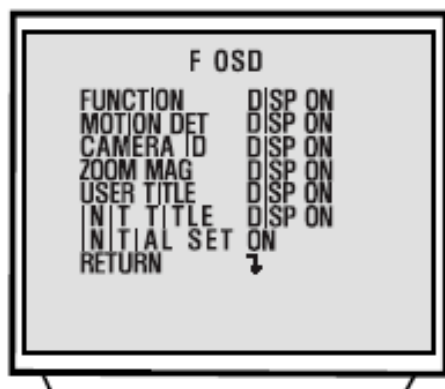 F OSD
FUNCTION DISP ON
MOTION DET DISP ON
CAMERA ID DISP ON
ZOOM MAG DISP ON
USER TITLE DISP ON
INIT TITLE DISP ON
INITIAL SET ON
RETURN ↴